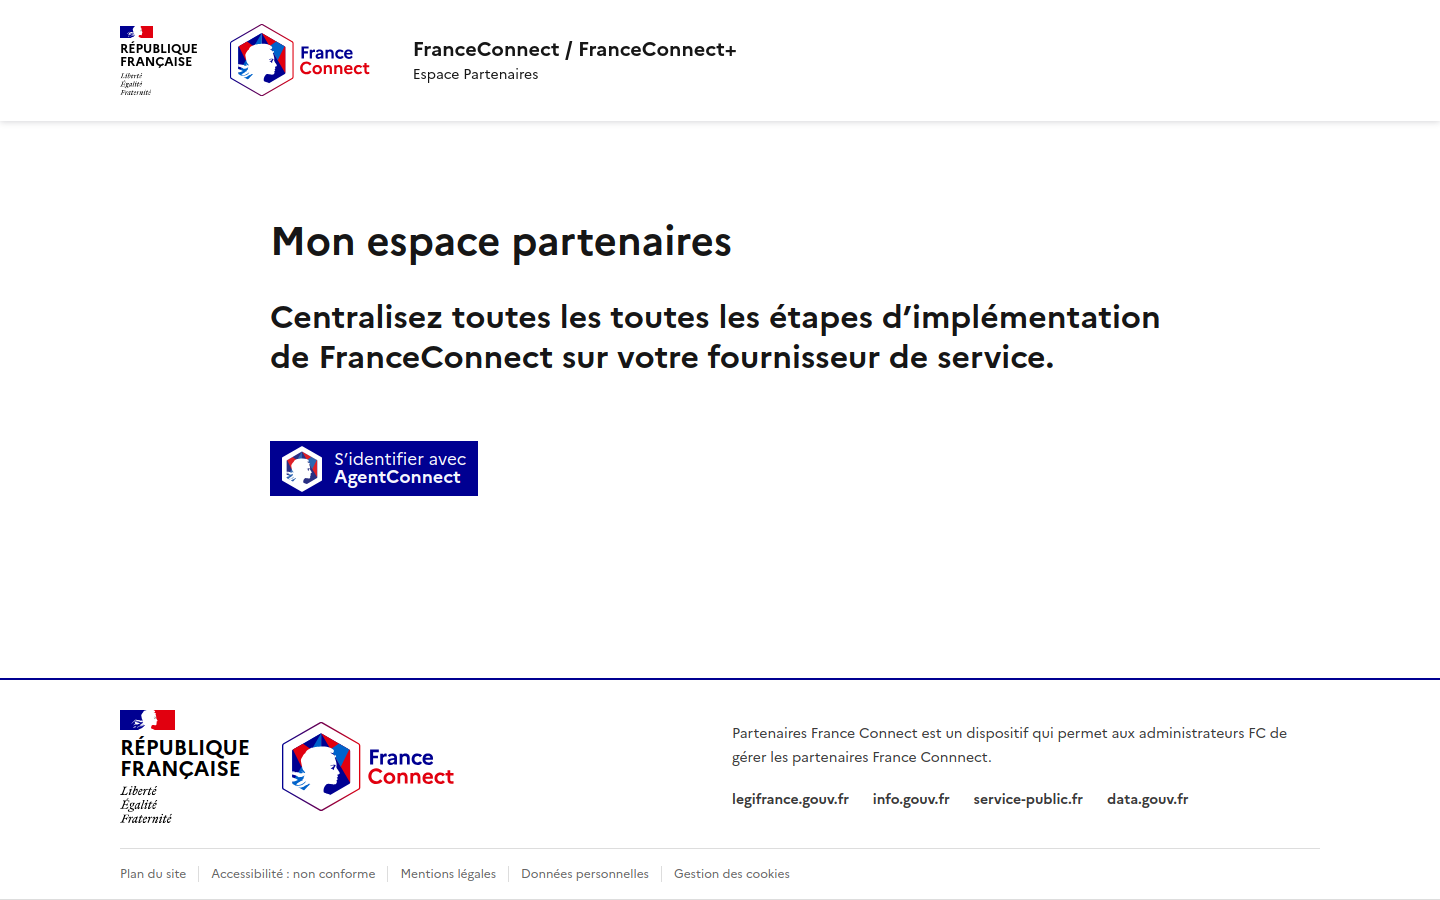 RÉPUBLIQUE
FRANÇAISE
Liberté
Égalité
Fraternité
France
Connect
FranceConnect / FranceConnect+
Espace Partenaires
Mon espace partenaires
Centralisez toutes les toutes les étapes d’implémentation
de FranceConnect sur votre fournisseur de service.
S’identifier avec
AgentConnect
RÉPUBLIQUE
FRANÇAISE
Liberté
Égalité
Fraternité
France
Connect
Partenaires France Connect est un dispositif qui permet aux administrateurs FC de
gérer les partenaires France Connnect.
legifrance.gouv.fr info.gouv.fr service-public.fr data.gouv.fr
Plan du site Accessibilité : non conforme Mentions légales Données personnelles Gestion des cookies